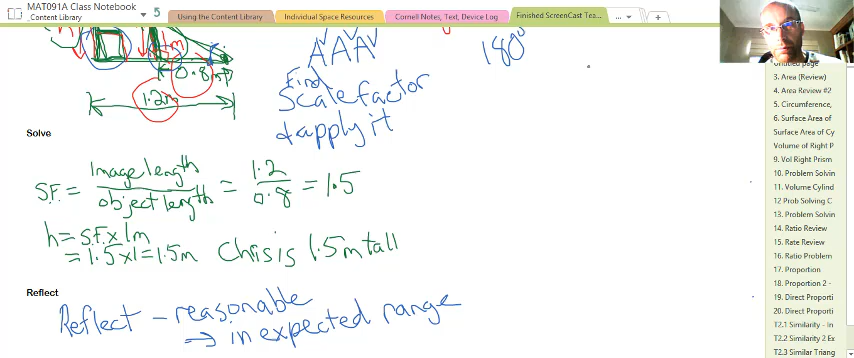 MAT091A Class Notebook
My Content Library
Using the Content Library
Individual Space Resources
Cornell Notes, Text, Device Log
Finished ScreenCast Tea...
...
h
1m
0.8m
1.2m
AAA
180°
Find
Scale factor
& apply it
Solve
S.F. = Image length / object length = 1.2 / 0.8 = 1.5
h = S.F. x 1m
= 1.5 x 1 = 1.5m Chris is 1.5m tall
Reflect
Reflect - reasonable
⇒ in expected range
Untitled page
3. Area (Review)
4. Area Review #2
5. Circumference,
6. Surface Area of
Surface Area of Cy
Volume of Right P
9. Vol Right Prism
10. Problem Solvin
11. Volume Cylind
12 Prob Solving C
13. Problem Solvin
14. Ratio Review
15. Rate Review
16. Ratio Problem
17. Proportion
18. Proportion 2 -
19. Direct Proporti
20. Direct Proporti
T2.1 Similarity - In
T2.2 Similarity 2 Ex
T2.3 Similar Triang